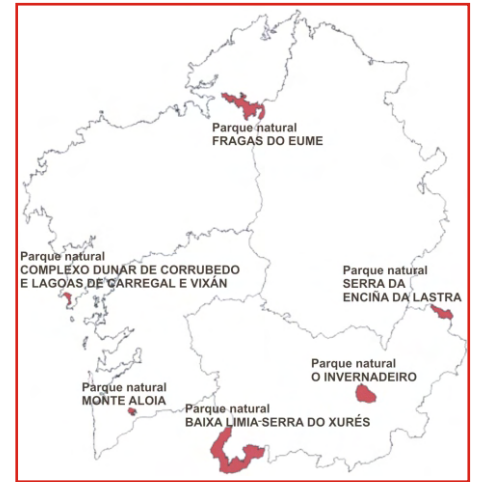 Parque natural
FRAGAS DO EUME
Parque natural
COMPLEXO DUNAR DE CORRUBEDO
E LAGOAS DE CARREGAL E VIXÁN
Parque natural
SERRA DA
ENCIÑA DA LASTRA
Parque natural
O INVERNADEIRO
Parque natural
MONTE ALOIA
Parque natural
BAIXA LIMIA-SERRA DO XURÉS